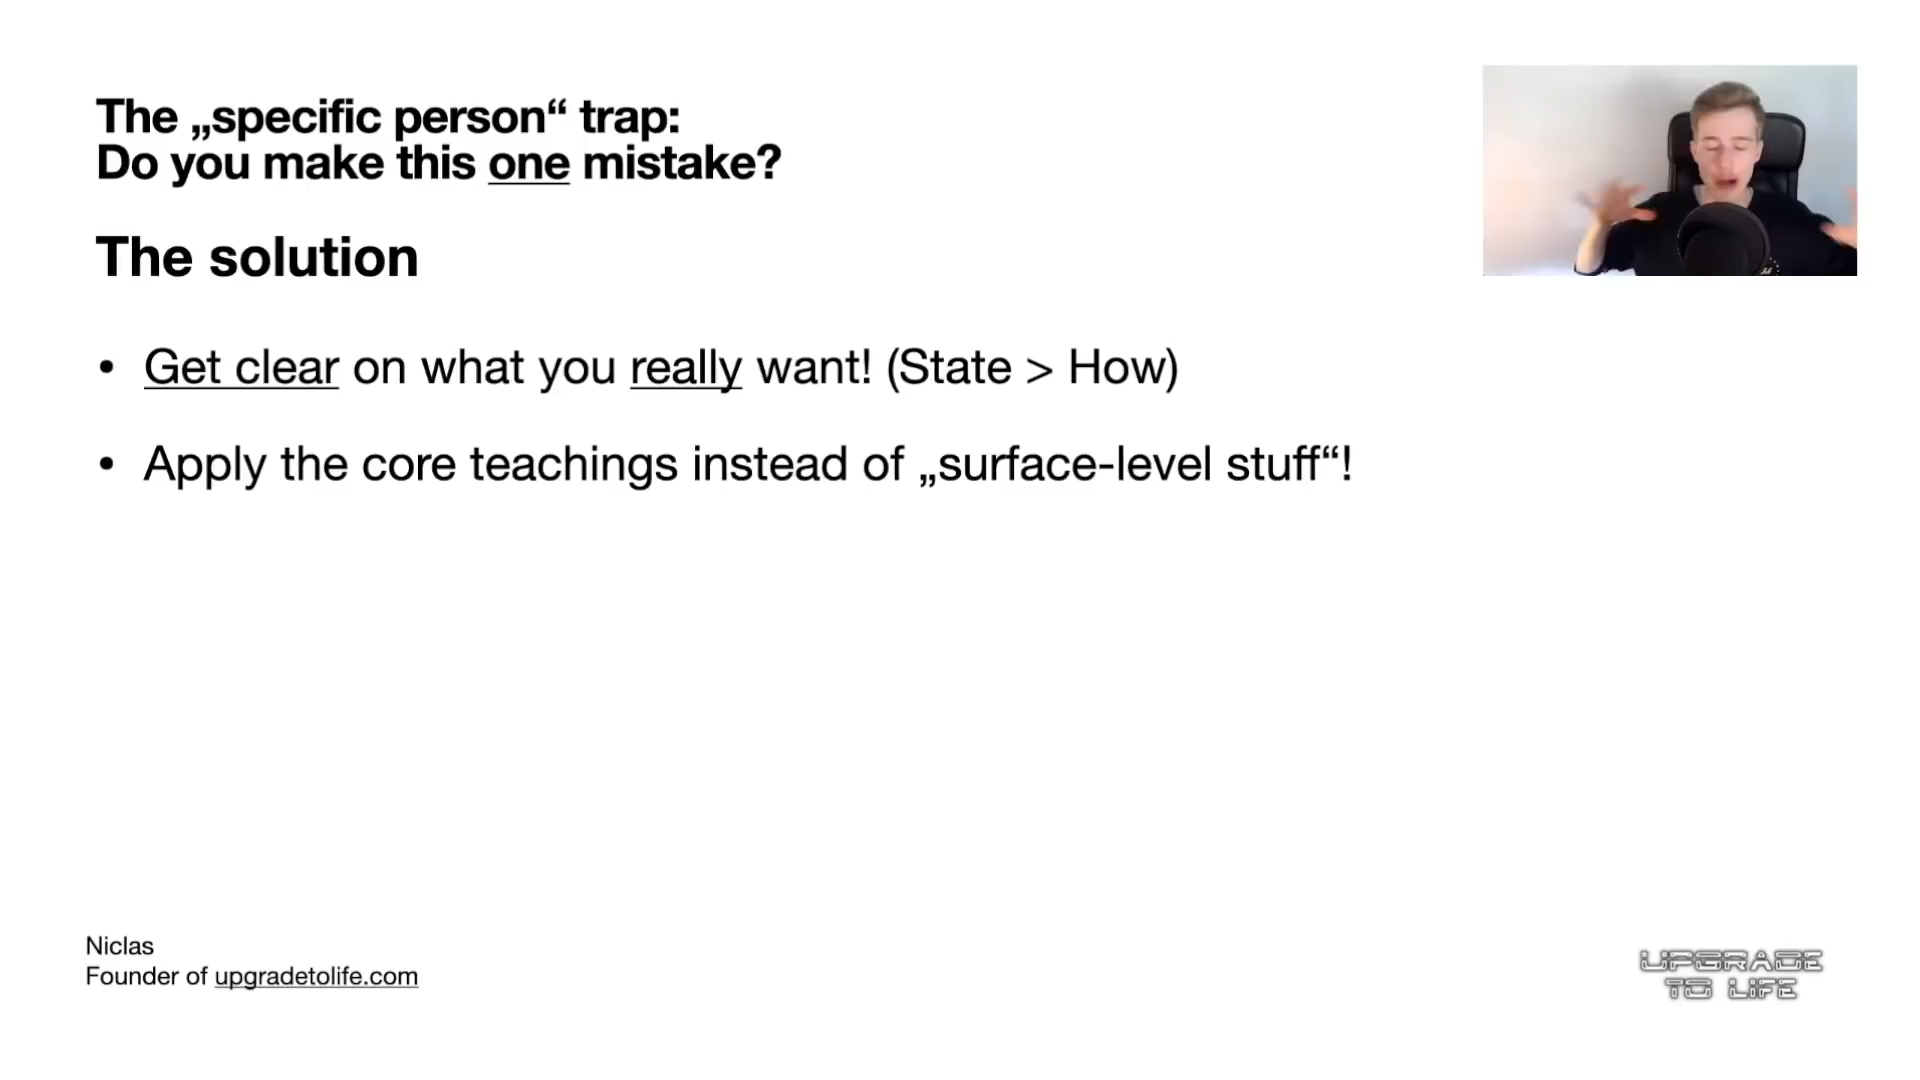 The „specific person“ trap:
Do you make this one mistake?
The solution
• Get clear on what you really want! (State > How)
• Apply the core teachings instead of „surface-level stuff“!
Niclas
Founder of upgradetolife.com
UPGRADE
TO LIFE